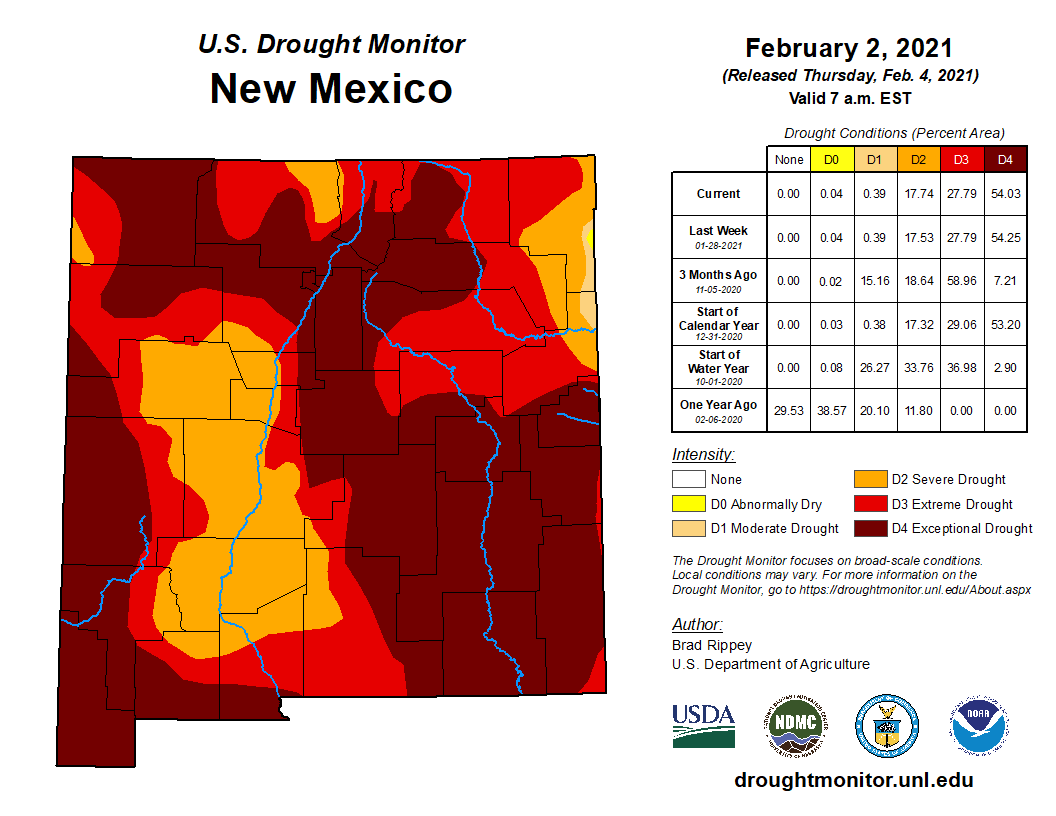 U.S. Drought Monitor
New Mexico
February 2, 2021
(Released Thursday, Feb. 4, 2021)
Valid 7 a.m. EST
Drought Conditions (Percent Area)
None D0 D1 D2 D3 D4
Current 0.00 0.04 0.39 17.74 27.79 54.03
Last Week
01-28-2021
0.00 0.04 0.39 17.53 27.79 54.25
3 Months Ago
11-05-2020
0.00 0.02 15.16 18.64 58.96 7.21
Start of
Calendar Year
12-31-2020
0.00 0.03 0.38 17.32 29.06 53.20
Start of
Water Year
10-01-2020
0.00 0.08 26.27 33.76 36.98 2.90
One Year Ago
02-06-2020
29.53 38.57 20.10 11.80 0.00 0.00
Intensity:
None
D0 Abnormally Dry
D1 Moderate Drought
D2 Severe Drought
D3 Extreme Drought
D4 Exceptional Drought
The Drought Monitor focuses on broad-scale conditions.
Local conditions may vary. For more information on the
Drought Monitor, go to https://droughtmonitor.unl.edu/About.aspx
Author:
Brad Rippey
U.S. Department of Agriculture
USDA
NDMC
NOAA
droughtmonitor.unl.edu